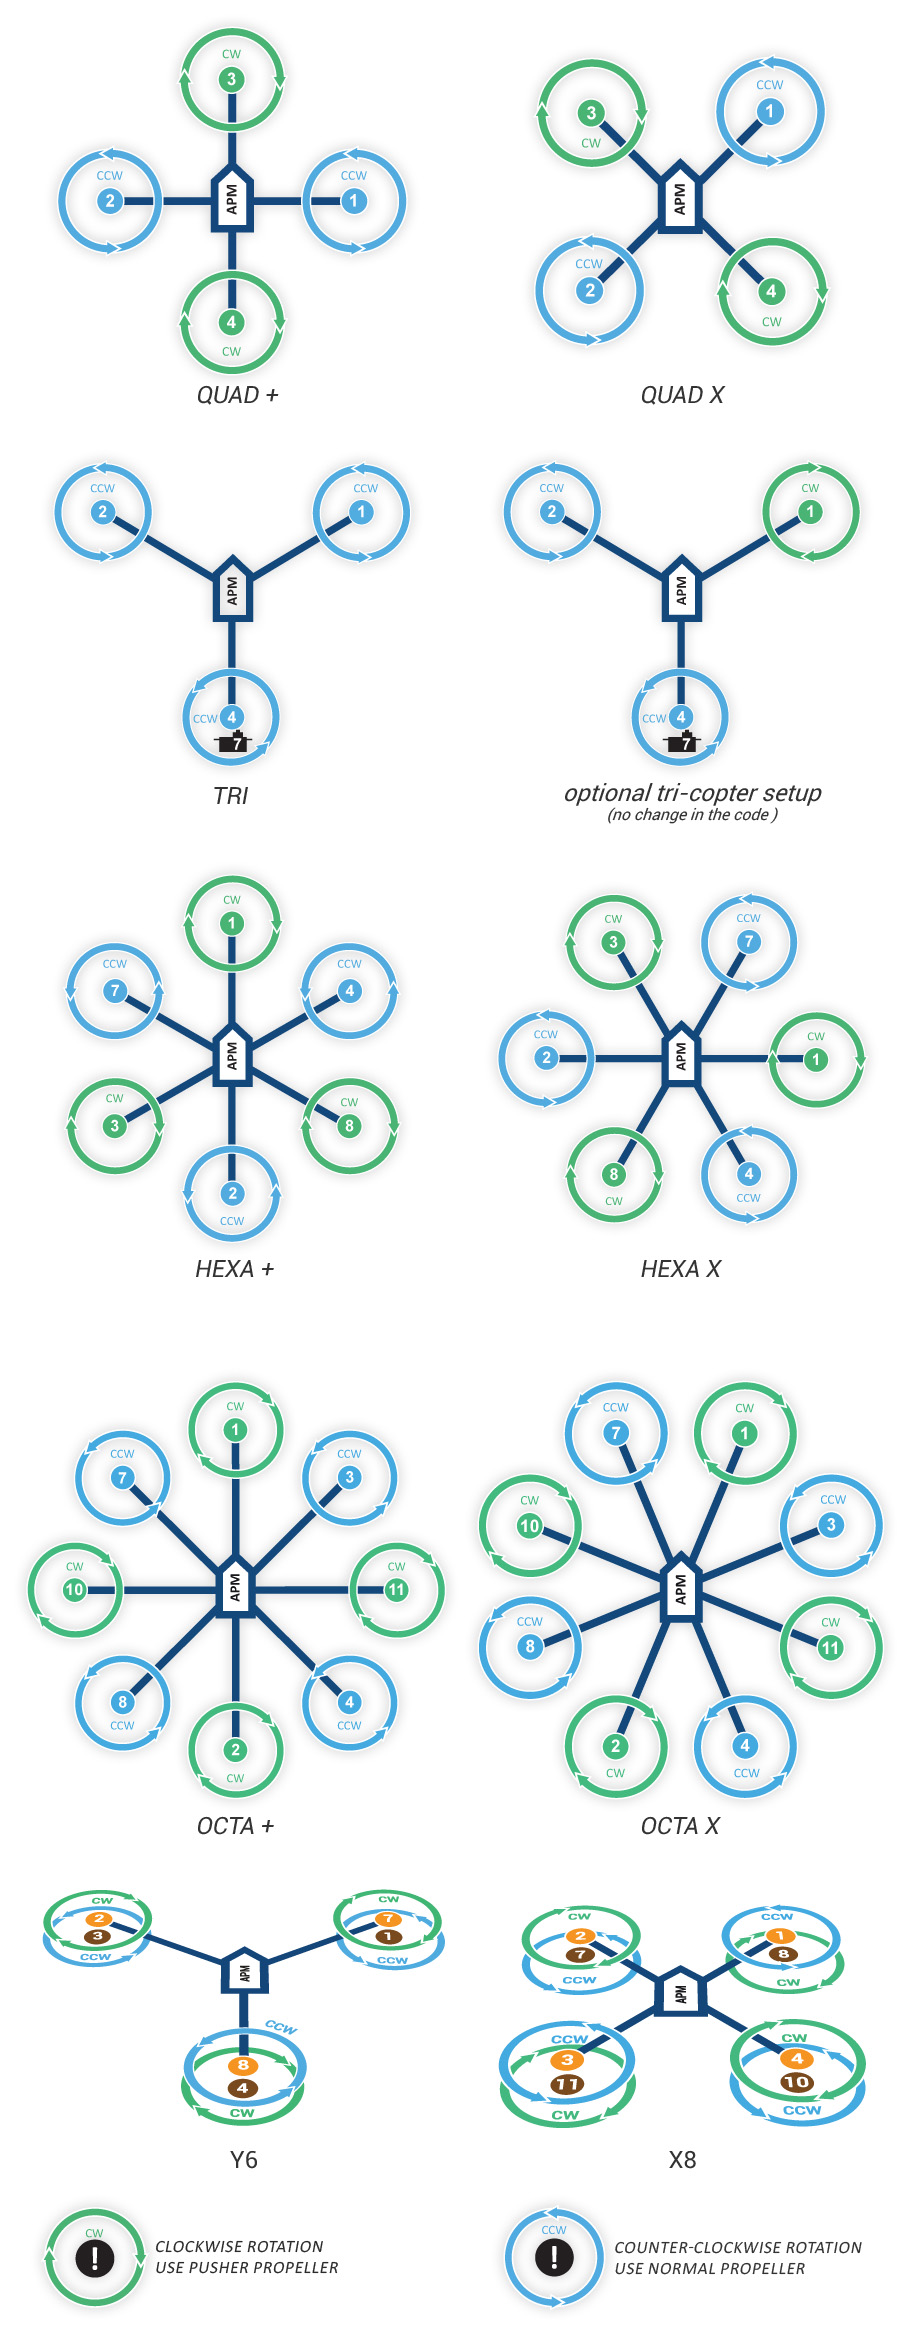 CW
3
CCW
2
APM
CCW
1
4
CW
QUAD +
3
CW
CCW
1
APM
CCW
2
4
CW
QUAD X
CCW
2
CCW
1
APM
CCW 4
7
TRI
CCW
2
CW
1
APM
CCW 4
7
optional tri-copter setup
(no change in the code )
CW
1
CCW
7
CCW
4
APM
CW
3
CW
8
2
CCW
HEXA +
CW
3
CCW
7
CCW
2
APM
CW
1
8
CW
4
CCW
HEXA X
CW
1
CCW
7
CCW
3
CW
10
APM
CW
11
8
CCW
4
CCW
2
CW
OCTA +
CCW
7
CW
1
CW
10
CCW
3
APM
CCW
8
CW
11
2
CW
4
CCW
OCTA X
CW
2
3
CCW
CW
7
1
CCW
APM
CCW
8
4
CW
Y6
CW
2
7
CCW
CCW
1
8
CW
APM
CCW
3
11
CW
CW
4
10
CCW
X8
CW
!
CLOCKWISE ROTATION
USE PUSHER PROPELLER
CCW
!
COUNTER-CLOCKWISE ROTATION
USE NORMAL PROPELLER